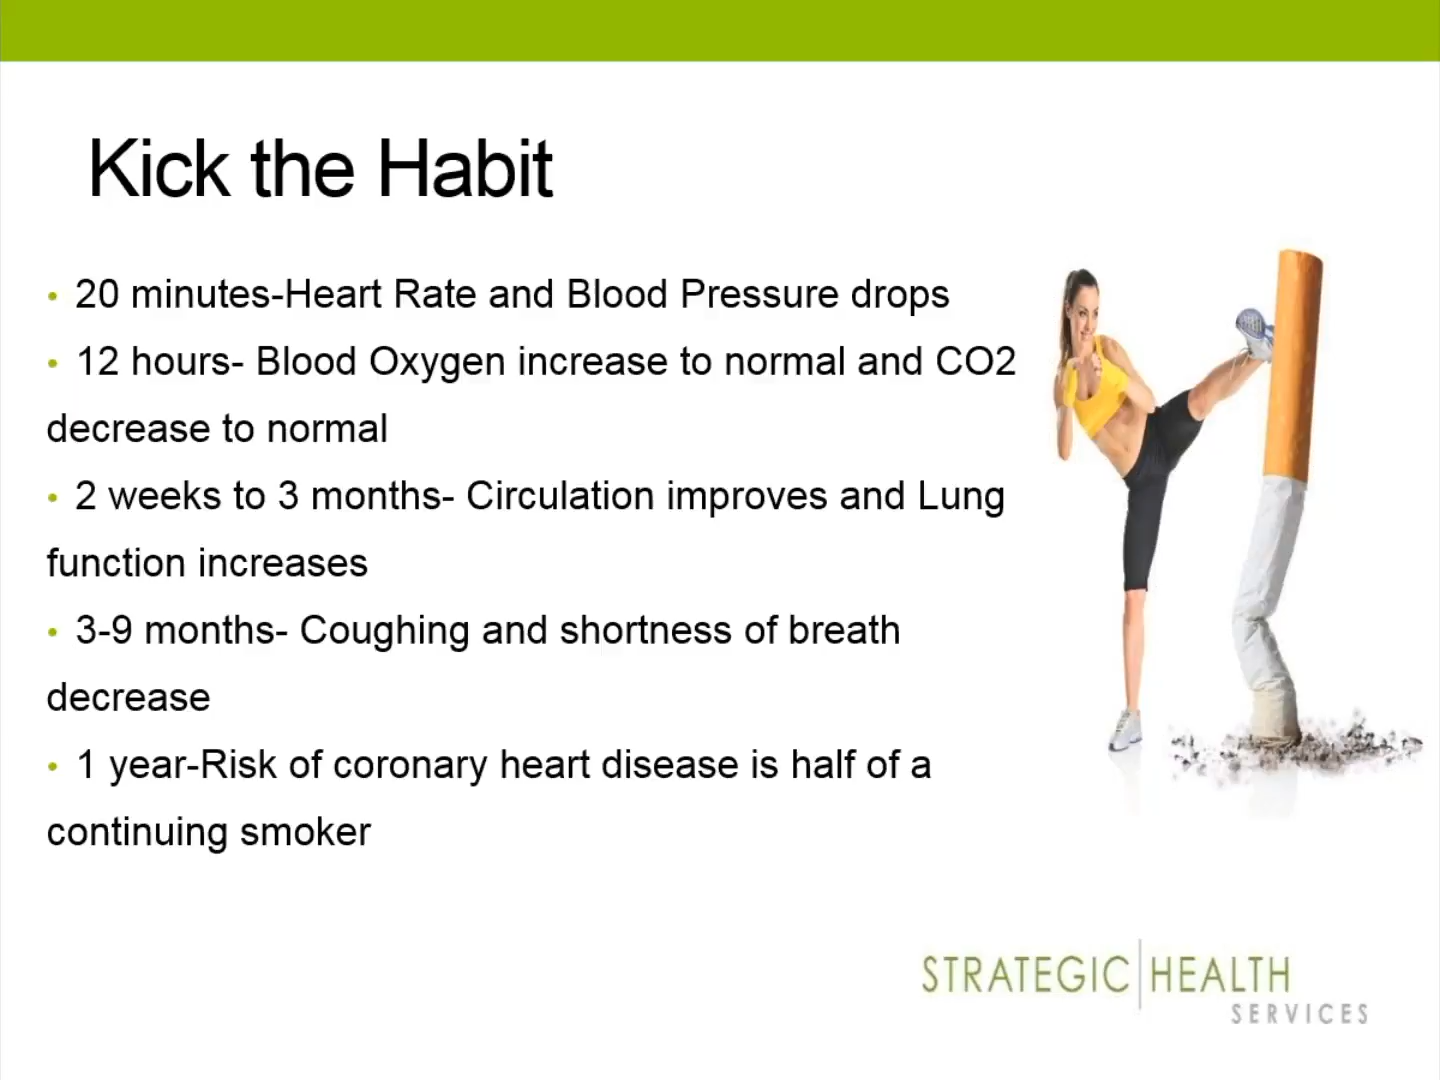 Kick the Habit
• 20 minutes-Heart Rate and Blood Pressure drops
• 12 hours- Blood Oxygen increase to normal and CO2
decrease to normal
• 2 weeks to 3 months- Circulation improves and Lung
function increases
• 3-9 months- Coughing and shortness of breath
decrease
• 1 year-Risk of coronary heart disease is half of a
continuing smoker
STRATEGIC HEALTH
SERVICES